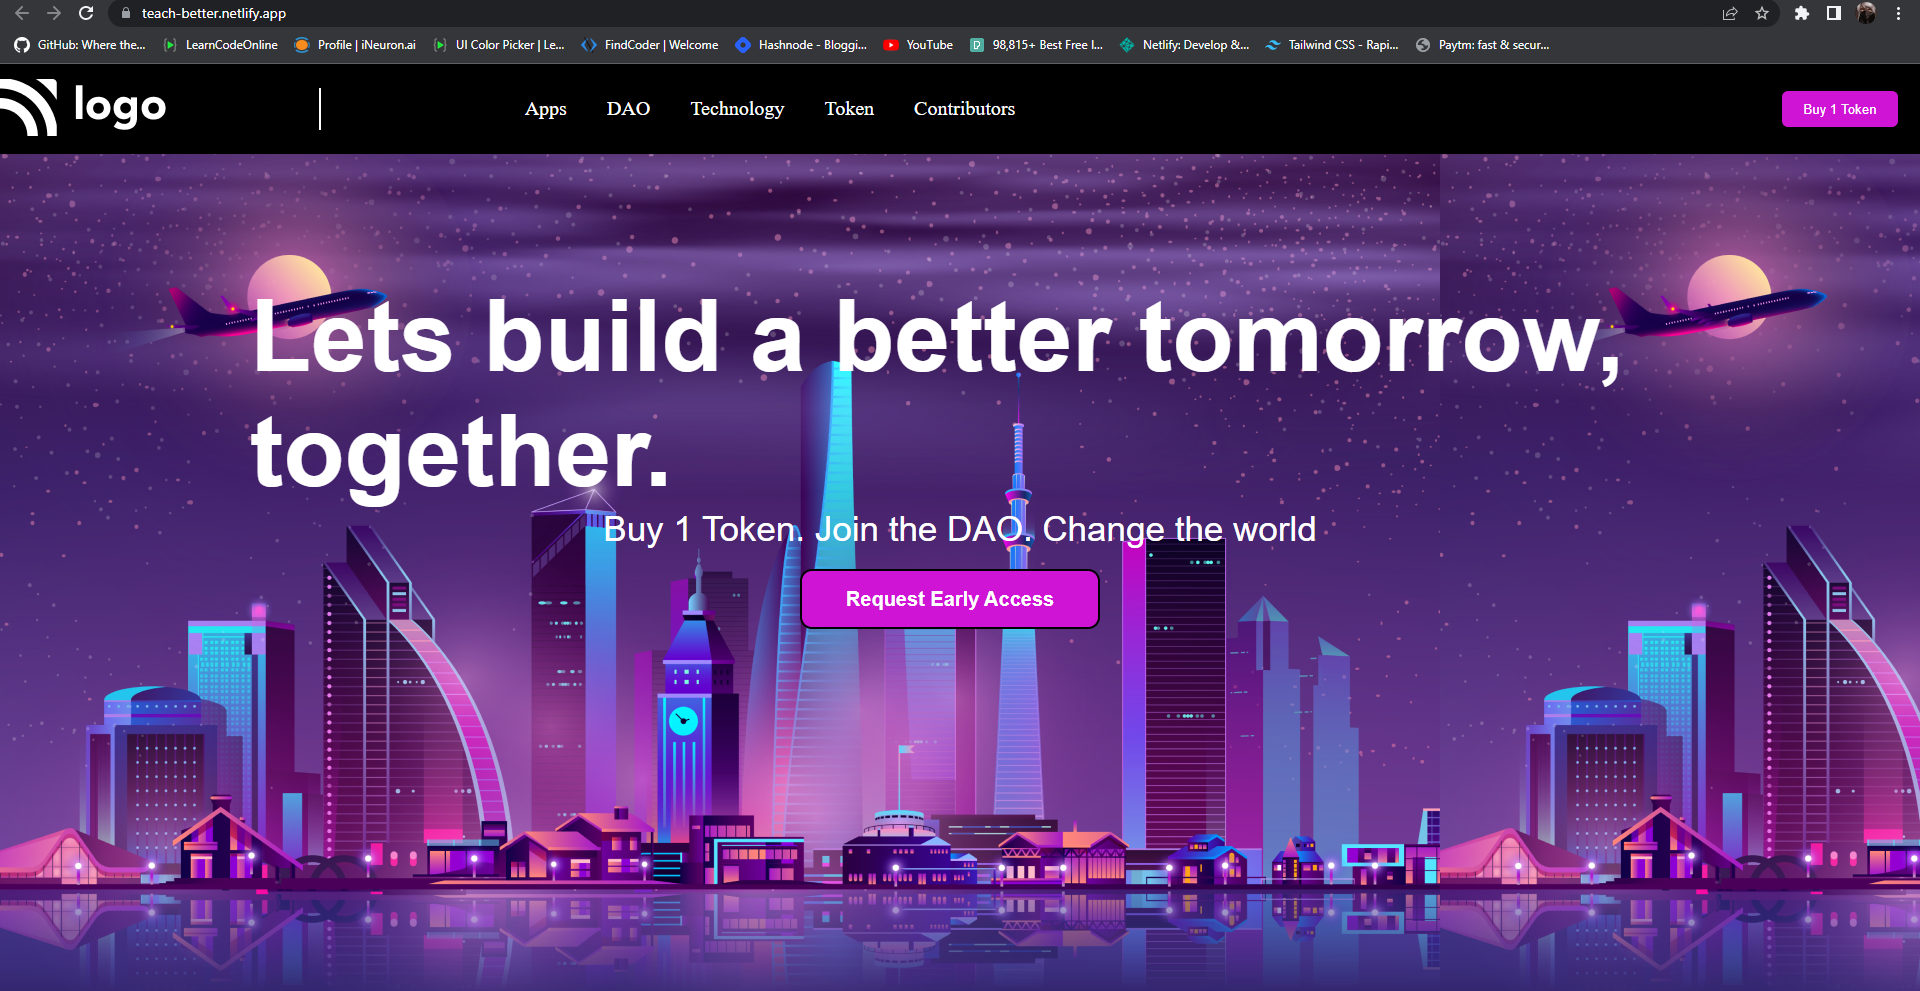 teach-better.netlify.app
GitHub: Where the... LearnCodeOnline Profile | iNeuron.ai UI Color Picker | Le... FindCoder | Welcome Hashnode - Bloggi... YouTube 98,815+ Best Free I... Netlify: Develop &... Tailwind CSS - Rapi... Paytm: fast & secur...
logo Apps DAO Technology Token Contributors Buy 1 Token
Lets build a better tomorrow,
together.
Buy 1 Token. Join the DAO. Change the world
Request Early Access